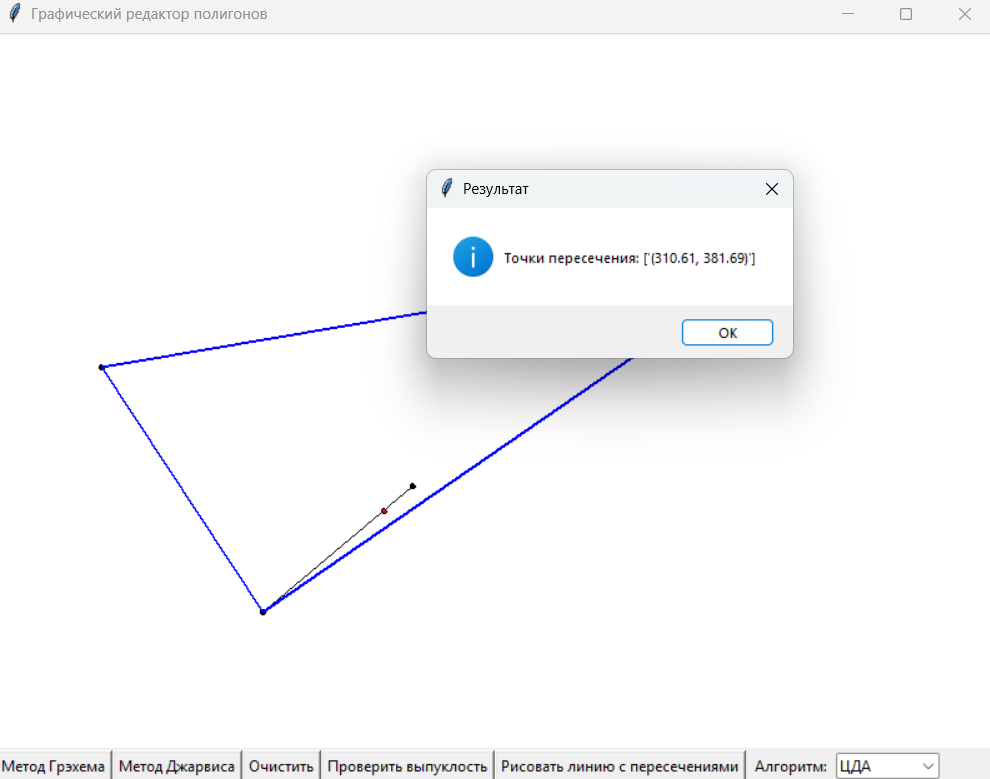 Графический редактор полигонов
Результат
Точки пересечения: ['(310.61, 381.69)']
OK
Метод Грэхема Метод Джарвиса Очистить Проверить выпуклость Рисовать линию с пересечениями Алгоритм: ЦДА